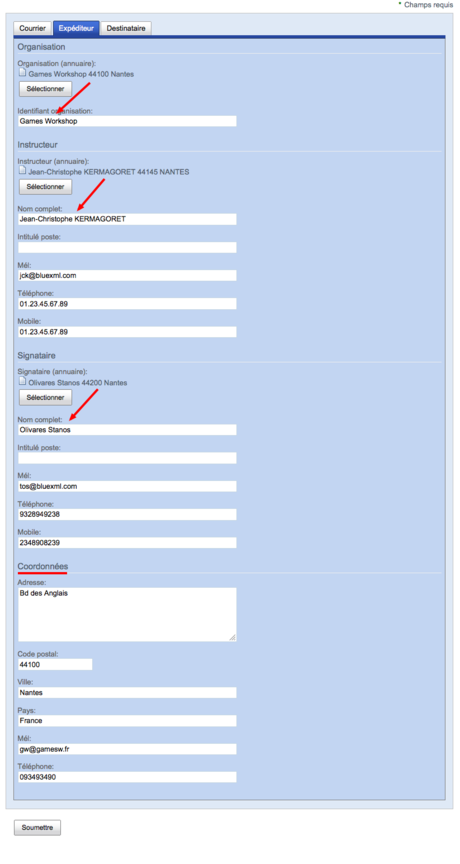 * Champs requis
Courrier Expéditeur Destinataire
Organisation
Organisation (annuaire):
Games Workshop 44100 Nantes
Sélectionner
Identifiant organisation:
Games Workshop
Instructeur
Instructeur (annuaire):
Jean-Christophe KERMAGORET 44145 NANTES
Sélectionner
Nom complet:
Jean-Christophe KERMAGORET
Intitulé poste:
Mél:
jck@bluexml.com
Téléphone:
01.23.45.67.89
Mobile:
01.23.45.67.89
Signataire
Signataire (annuaire):
Olivares Stanos 44200 Nantes
Sélectionner
Nom complet:
Olivares Stanos
Intitulé poste:
Mél:
tos@bluexml.com
Téléphone:
9328949238
Mobile:
2348908239
Coordonnées
Adresse:
Bd des Anglais
Code postal:
44100
Ville:
Nantes
Pays:
France
Mél:
gw@gamesw.fr
Téléphone:
093493490
Soumettre